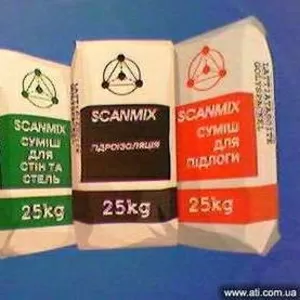 SCANMIX
СУМІШ
ДЛЯ
СТІН ТА
СТЕЛЬ
25kg
SCANMIX
ГІДРОІЗОЛЯЦІЯ
25kg
SCANMIX
СУМІШ
ДЛЯ
ПІДЛОГИ
25kg
www.ati.com.ua